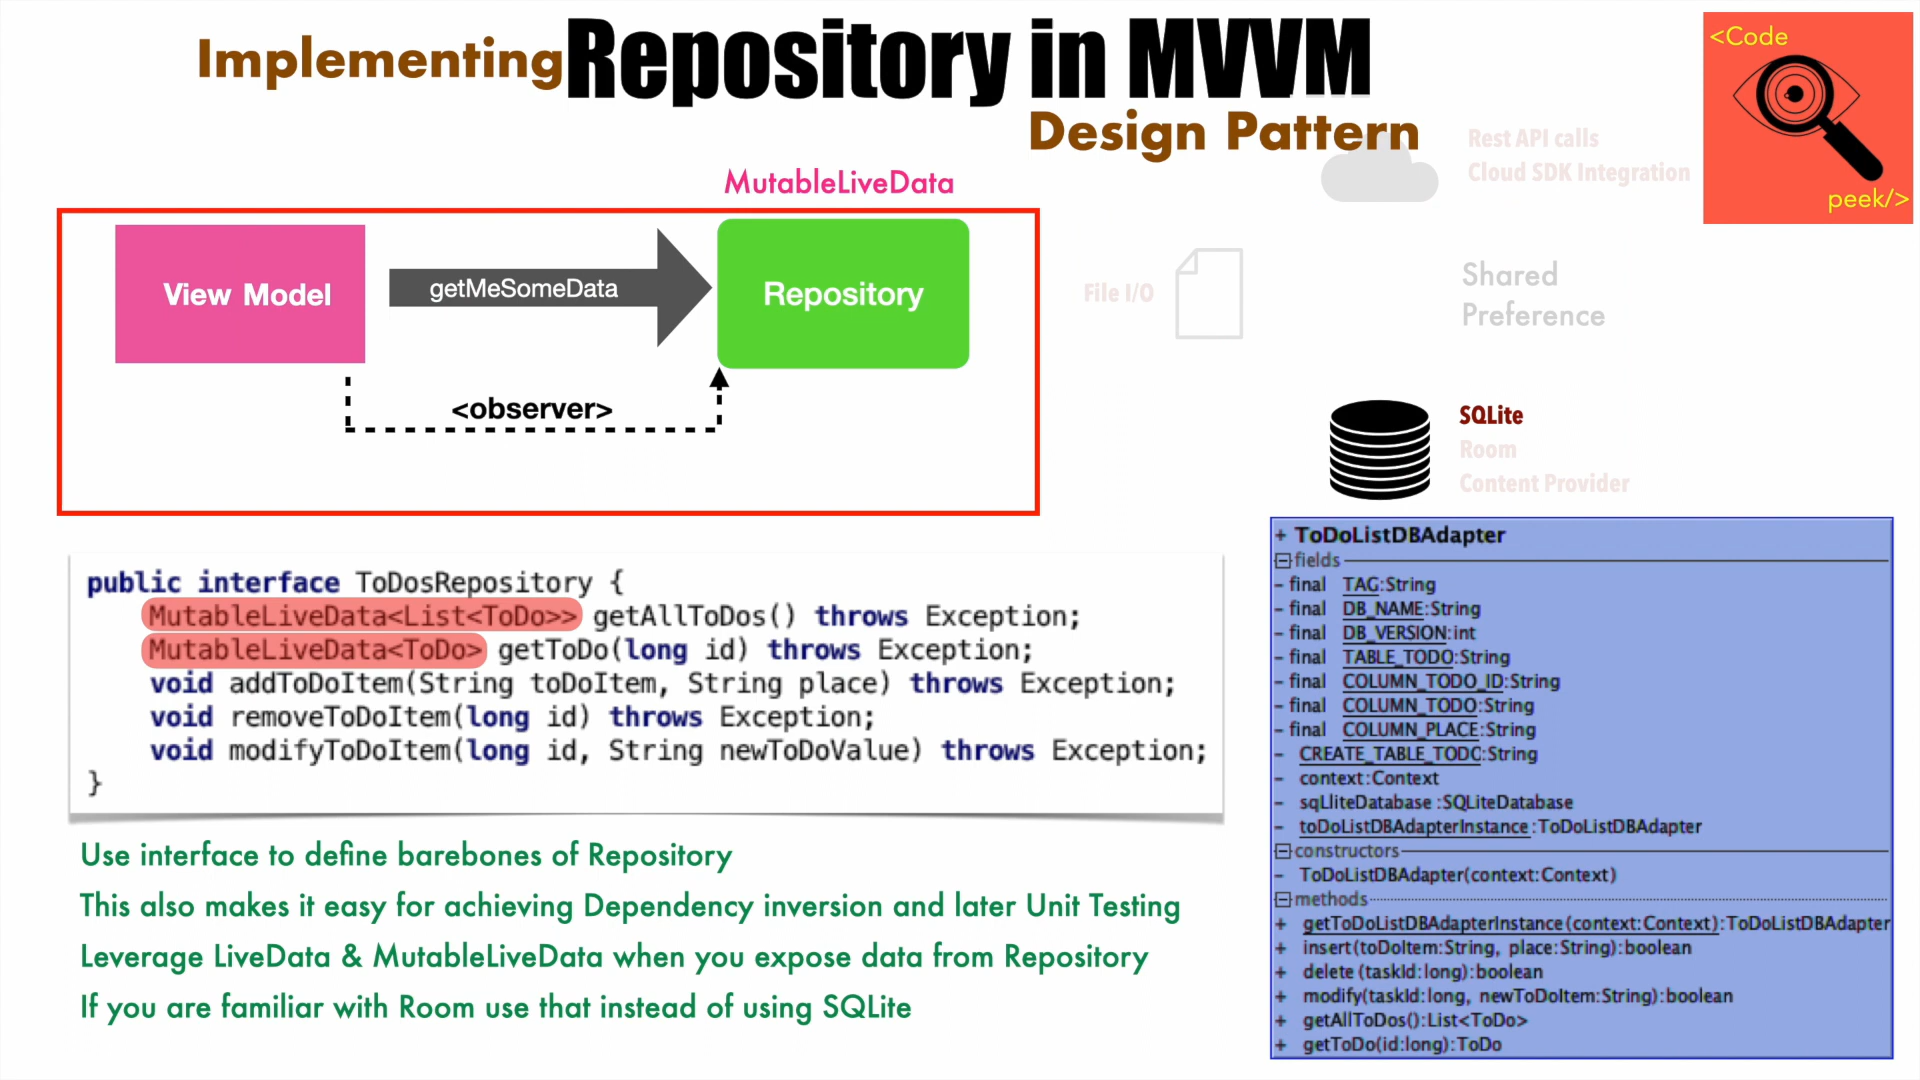 Implementing Repository in MVVM
Design Pattern
<Code
peek/>
Rest API calls
Cloud SDK Integration
MutableLiveData
View Model
getMeSomeData
Repository
<observer>
File I/O
Shared
Preference
SQLite
Room
Content Provider
public interface ToDosRepository {
MutableLiveData<List<ToDo>> getAllToDos() throws Exception;
MutableLiveData<ToDo> getToDo(long id) throws Exception;
void addToDoItem(String toDoItem, String place) throws Exception;
void removeToDoItem(long id) throws Exception;
void modifyToDoItem(long id, String newToDoValue) throws Exception;
}
Use interface to define barebones of Repository
This also makes it easy for achieving Dependency inversion and later Unit Testing
Leverage LiveData & MutableLiveData when you expose data from Repository
If you are familiar with Room use that instead of using SQLite
+ ToDoListDBAdapter
fields
- final TAG:String
- final DB_NAME:String
- final DB_VERSION:int
- final TABLE_TODO:String
- final COLUMN_TODO_ID:String
- final COLUMN_TODO:String
- final COLUMN_PLACE:String
- CREATE_TABLE_TODO:String
- context:Context
- sqLliteDatabase:SQLiteDatabase
- toDoListDBAdapterInstance:ToDoListDBAdapter
constructors
- ToDoListDBAdapter(context:Context)
methods
+ getToDoListDBAdapterInstance(context:Context):ToDoListDBAdapter
+ insert(toDoItem:String, place:String):boolean
+ delete(taskId:long):boolean
+ modify(taskId:long, newToDoItem:String):boolean
+ getAllToDos():List<ToDo>
+ getToDo(id:long):ToDo